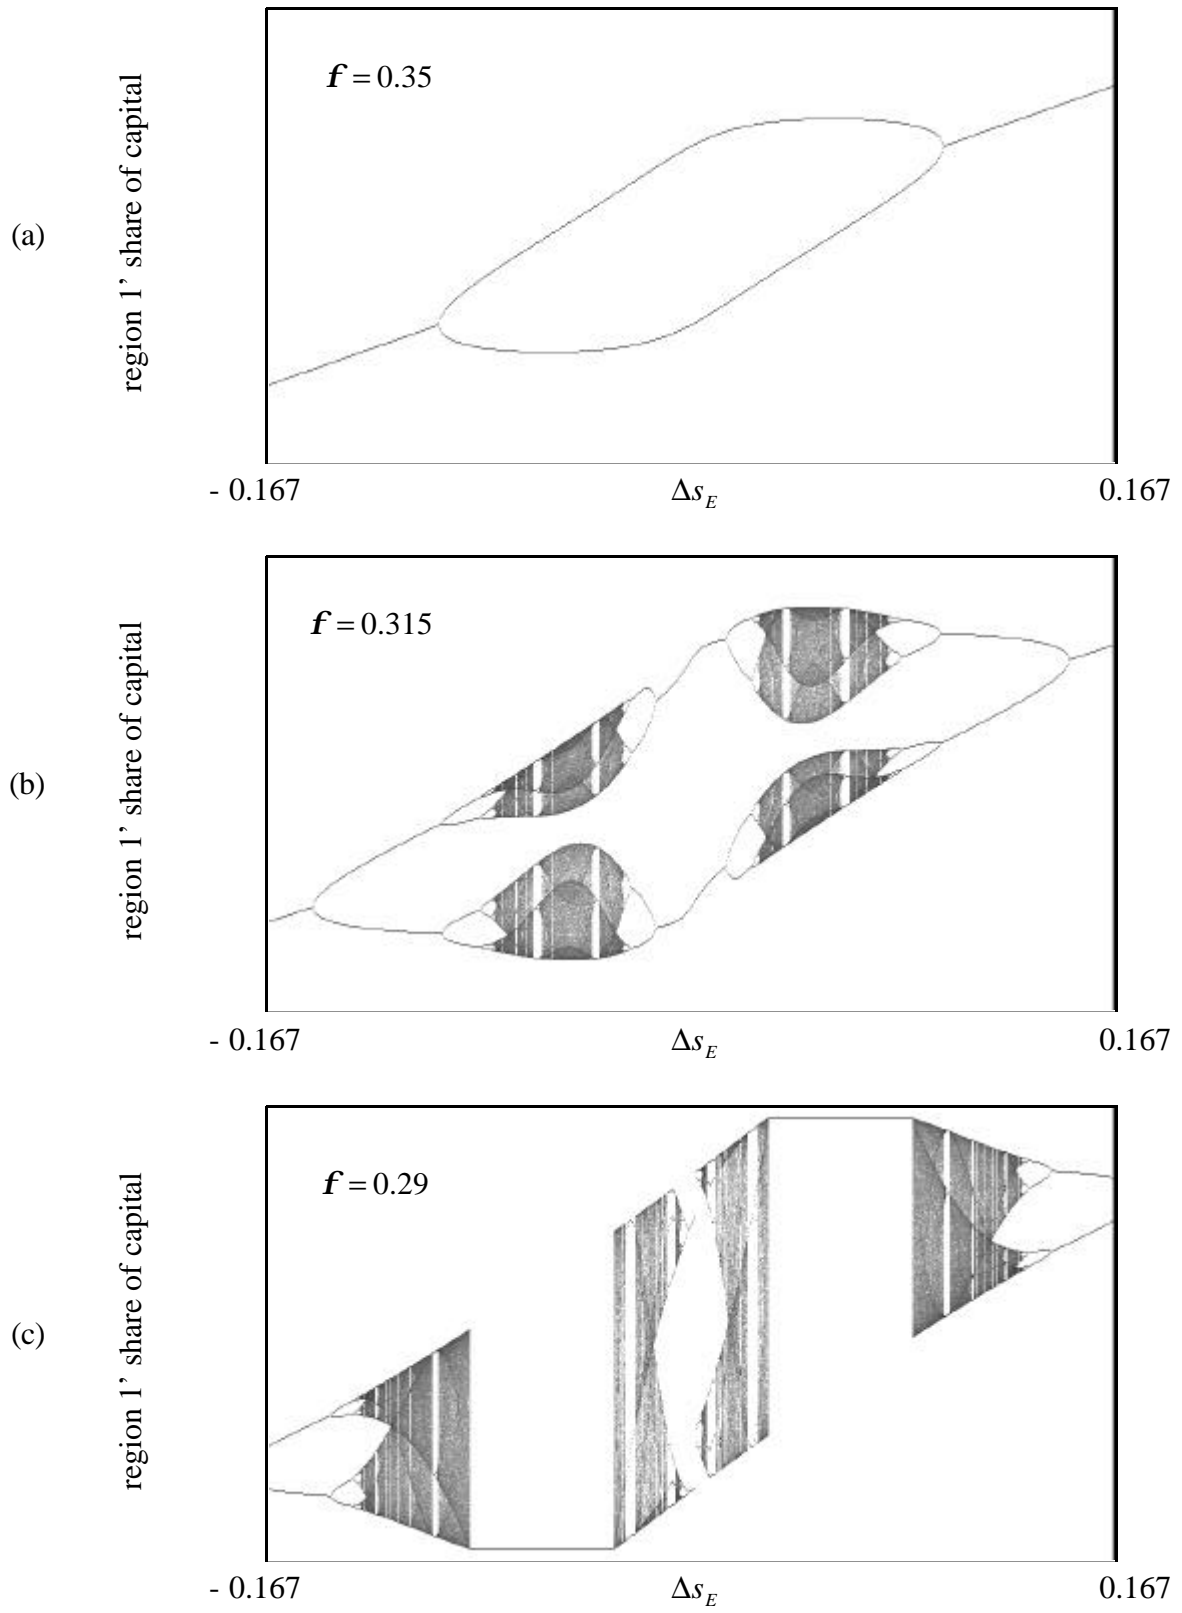 f = 0.35
(a)
region 1' share of capital
- 0.167 Δs_E 0.167
f = 0.315
(b)
region 1' share of capital
- 0.167 Δs_E 0.167
f = 0.29
(c)
region 1' share of capital
- 0.167 Δs_E 0.167